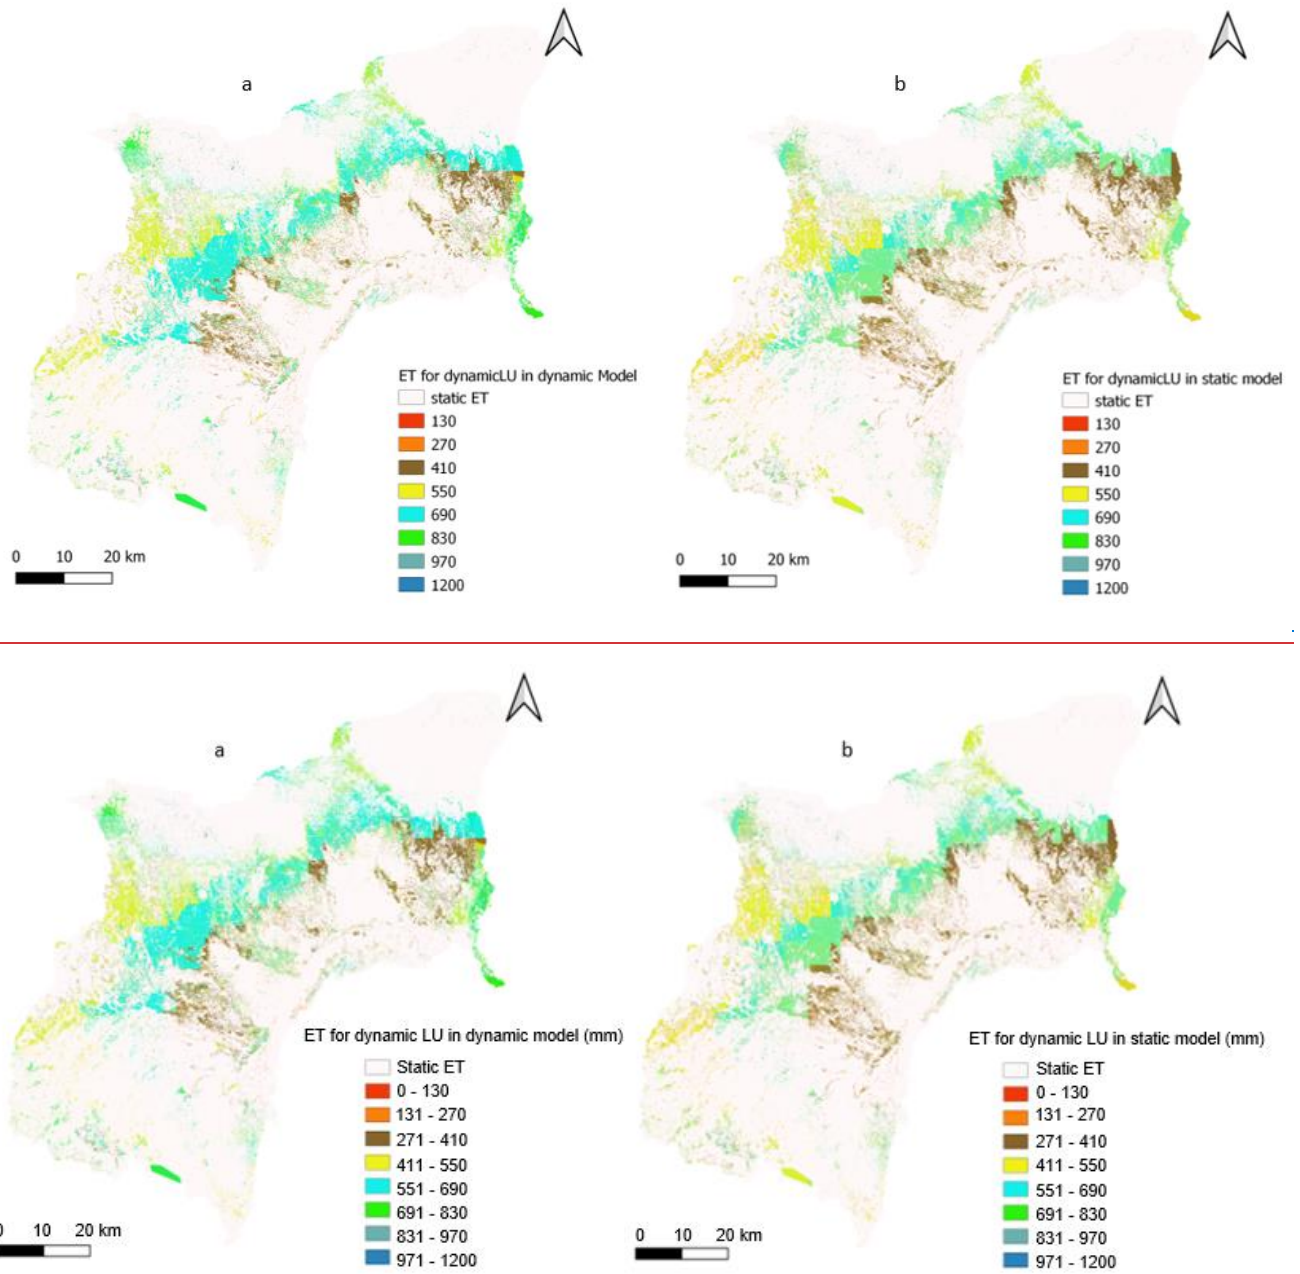 a
ET for dynamicLU in dynamic Model
static ET
130
270
410
550
690
830
970
1200
0 10 20 km
b
ET for dynamicLU in static model
static ET
130
270
410
550
690
830
970
1200
0 10 20 km
a
ET for dynamic LU in dynamic model (mm)
Static ET
0 - 130
131 - 270
271 - 410
411 - 550
551 - 690
691 - 830
831 - 970
971 - 1200
0 10 20 km
b
ET for dynamic LU in static model (mm)
Static ET
0 - 130
131 - 270
271 - 410
411 - 550
551 - 690
691 - 830
831 - 970
971 - 1200
0 10 20 km